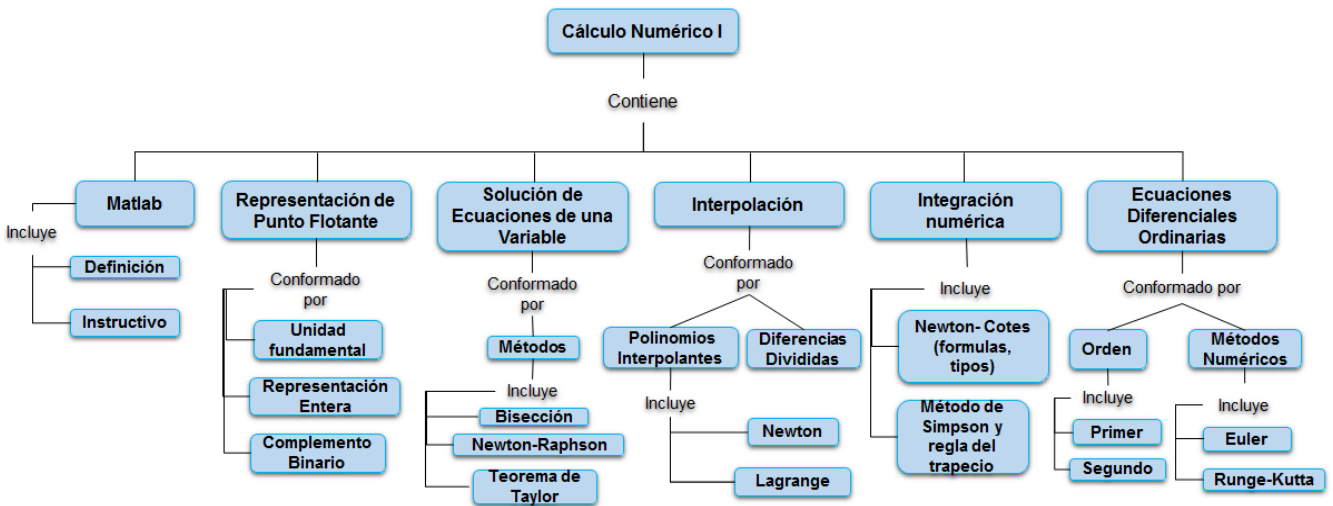 Cálculo Numérico I
Contiene
Matlab
Incluye
Definición
Instructivo
Representación de
Punto Flotante
Conformado
por
Unidad
fundamental
Representación
Entera
Complemento
Binario
Solución de
Ecuaciones de una
Variable
Conformado
por
Métodos
Incluye
Bisección
Newton-Raphson
Teorema de
Taylor
Interpolación
Conformado
por
Polinomios
Interpolantes
Diferencias
Divididas
Incluye
Newton
Lagrange
Integración
numérica
Incluye
Newton- Cotes
(formulas,
tipos)
Método de
Simpson y
regla del
trapecio
Ecuaciones
Diferenciales
Ordinarias
Conformado por
Orden
Incluye
Primer
Segundo
Métodos
Numéricos
Incluye
Euler
Runge-Kutta